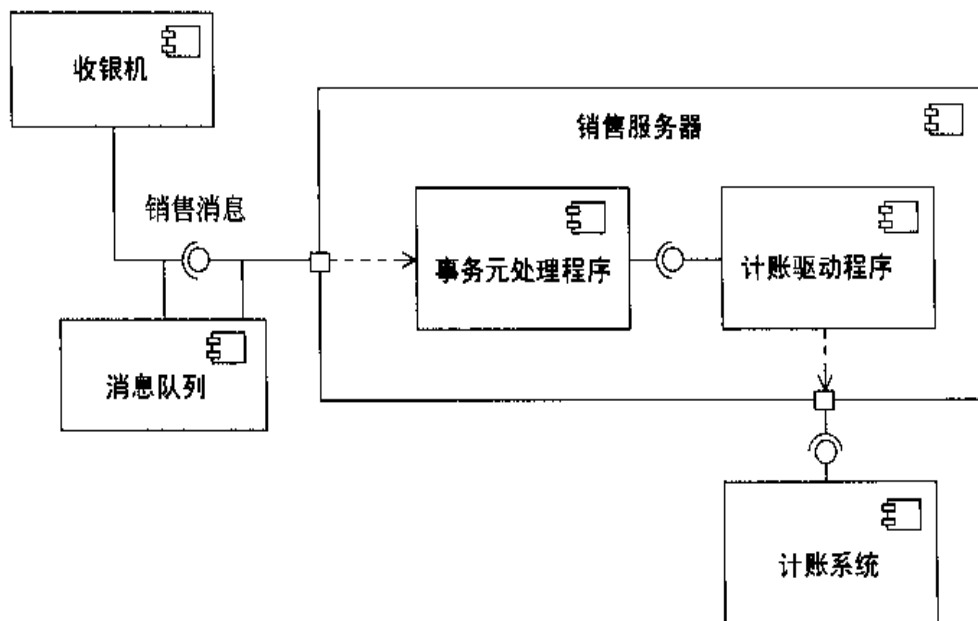 收银机
销售服务器
销售消息
事务元处理程序
计账驱动程序
消息队列
计账系统